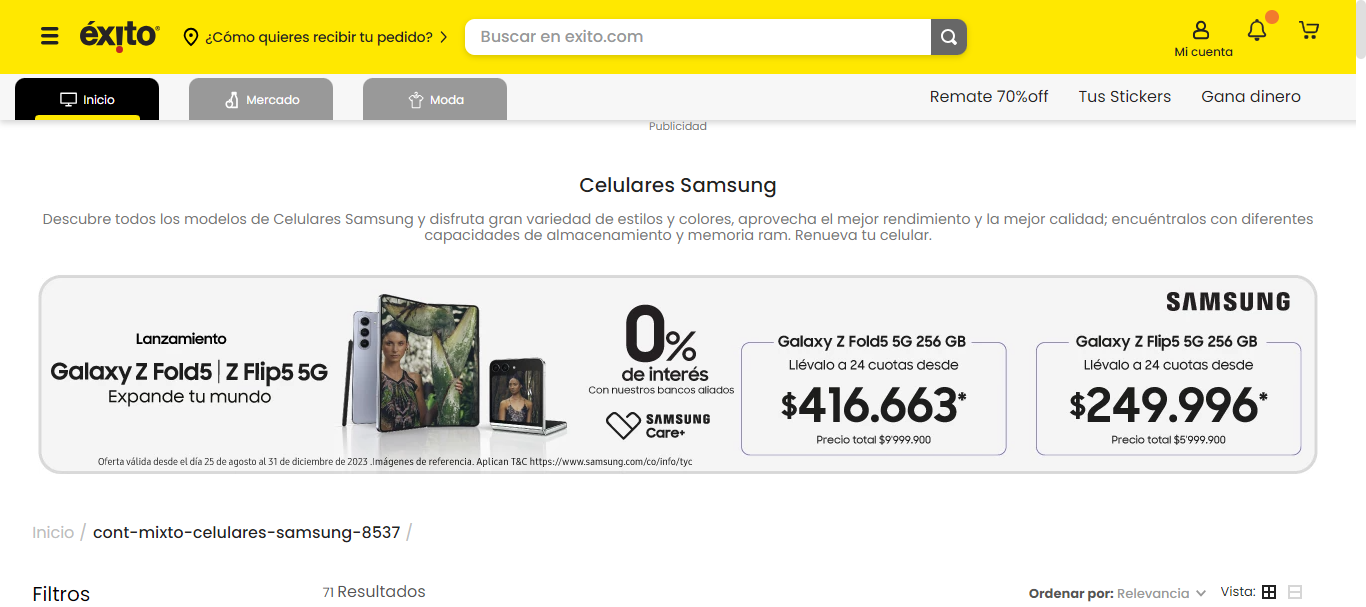 éxito
¿Cómo quieres recibir tu pedido?
Buscar en exito.com
Mi cuenta
Inicio
Mercado
Moda
Remate 70%off
Tus Stickers
Gana dinero
Publicidad
Celulares Samsung
Descubre todos los modelos de Celulares Samsung y disfruta gran variedad de estilos y colores, aprovecha el mejor rendimiento y la mejor calidad; encuéntralos con diferentes
capacidades de almacenamiento y memoria ram. Renueva tu celular.
Lanzamiento
Galaxy Z Fold5 | Z Flip5 5G
Expande tu mundo
0%
de interés
Con nuestros bancos aliados
SAMSUNG
Care+
SAMSUNG
Galaxy Z Fold5 5G 256 GB
Llévalo a 24 cuotas desde
$416.663*
Precio total $9'999.900
Galaxy Z Flip5 5G 256 GB
Llévalo a 24 cuotas desde
$249.996*
Precio total $5'999.900
Oferta válida desde el día 25 de agosto al 31 de diciembre de 2023 .Imágenes de referencia. Aplican T&C https://www.samsung.com/co/info/tyc
Inicio / cont-mixto-celulares-samsung-8537 /
Filtros
71 Resultados
Ordenar por: Relevancia
Vista: